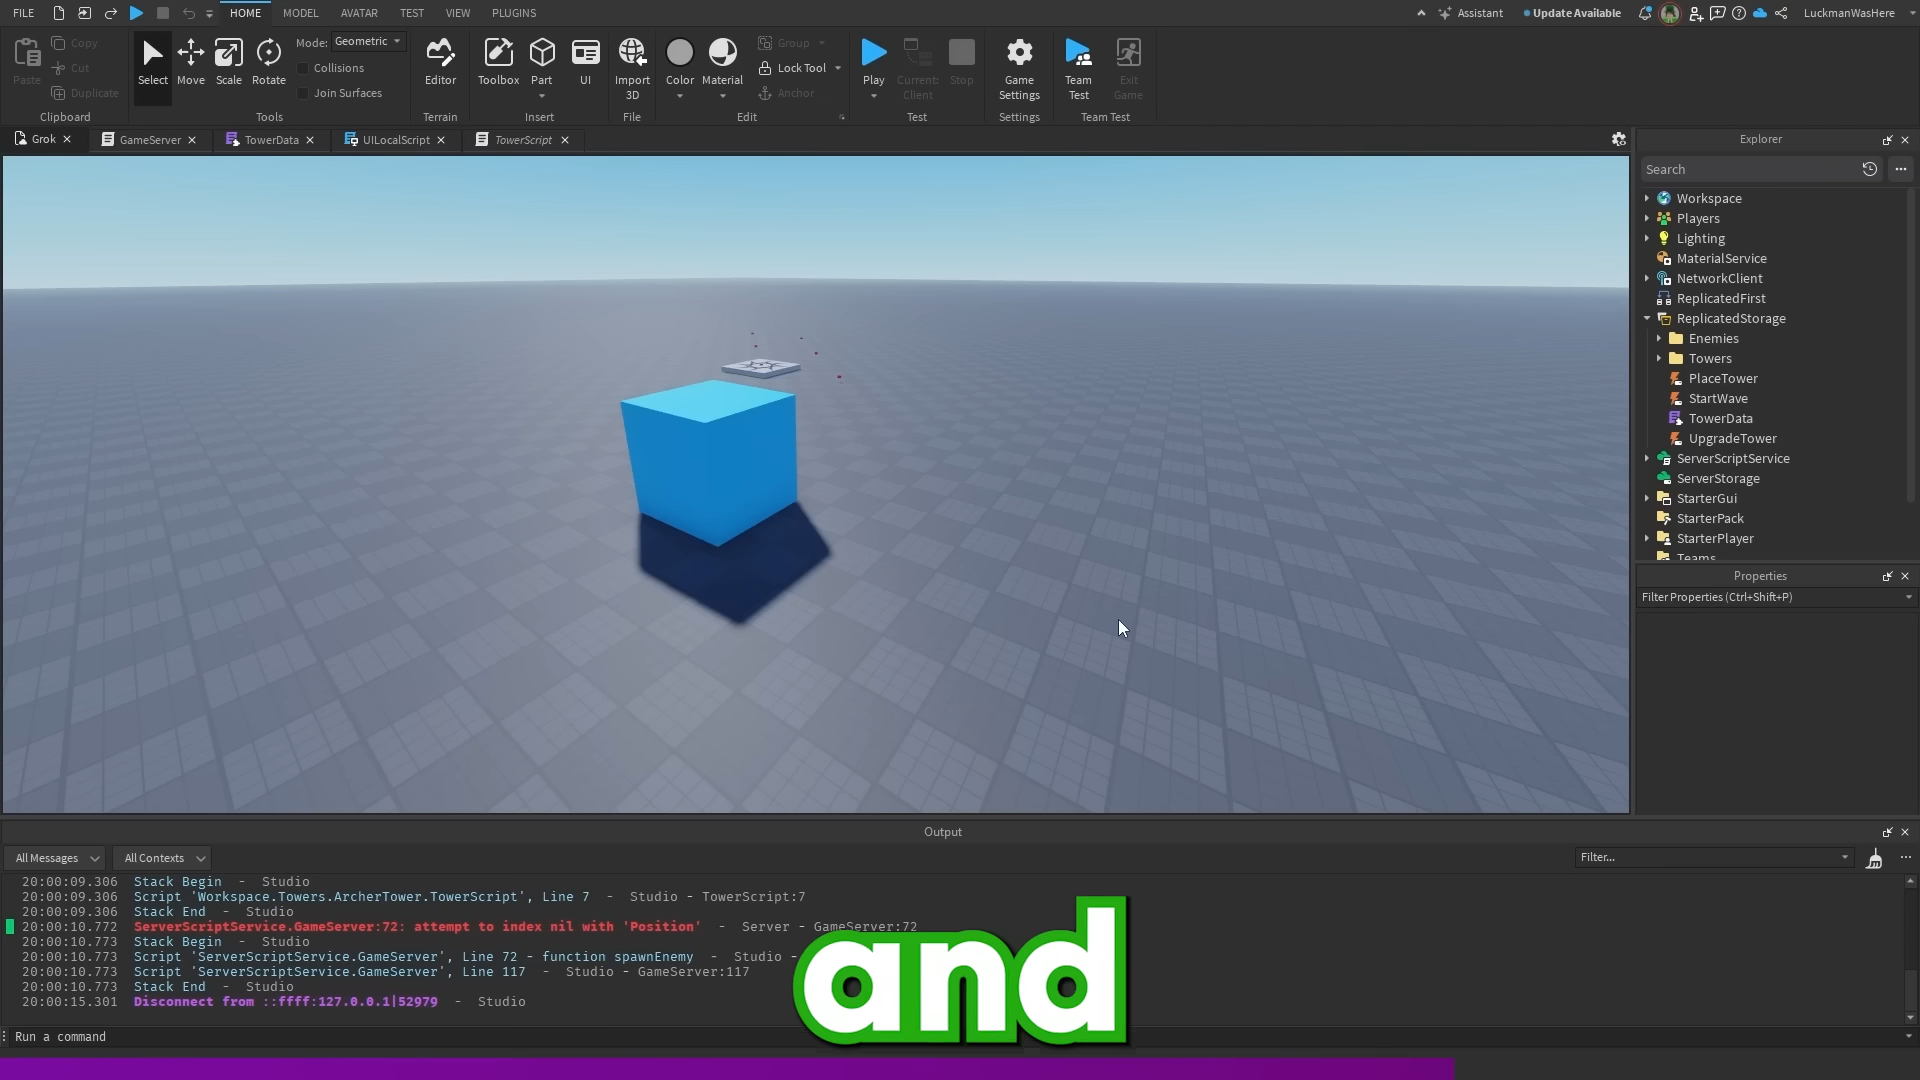 FILE HOME MODEL AVATAR TEST VIEW PLUGINS Assistant Update Available LuckmanWasHere
Paste
Copy
Cut
Duplicate
Clipboard
Select Move Scale Rotate
Mode: Geometric
Collisions
Join Surfaces
Tools
Editor
Terrain
Toolbox Part UI
Insert
Import
3D
File
Color Material
Group
Lock Tool
Anchor
Edit
Play
Current:
Client
Stop
Test
Game
Settings
Settings
Team
Test
Exit
Game
Team Test
Grok GameServer TowerData UILocalScript TowerScript
Explorer
Search
Workspace
Players
Lighting
MaterialService
NetworkClient
ReplicatedFirst
ReplicatedStorage
Enemies
Towers
PlaceTower
StartWave
TowerData
UpgradeTower
ServerScriptService
ServerStorage
StarterGui
StarterPack
StarterPlayer
Teams
Properties
Filter Properties (Ctrl+Shift+P)
Output
All Messages All Contexts Filter...
20:00:09.306 Stack Begin - Studio
20:00:09.306 Script 'Workspace.Towers.ArcherTower.TowerScript', Line 7 - Studio - TowerScript:7
20:00:09.306 Stack End - Studio
20:00:10.772 ServerScriptService.GameServer:72: attempt to index nil with 'Position' - Server - GameServer:72
20:00:10.773 Stack Begin - Studio
20:00:10.773 Script 'ServerScriptService.GameServer', Line 72 - function spawnEnemy - Studio -
20:00:10.773 Script 'ServerScriptService.GameServer', Line 117 - Studio - GameServer:117
20:00:10.773 Stack End - Studio
20:00:15.301 Disconnect from ::ffff:127.0.0.1|52979 - Studio
and
Run a command